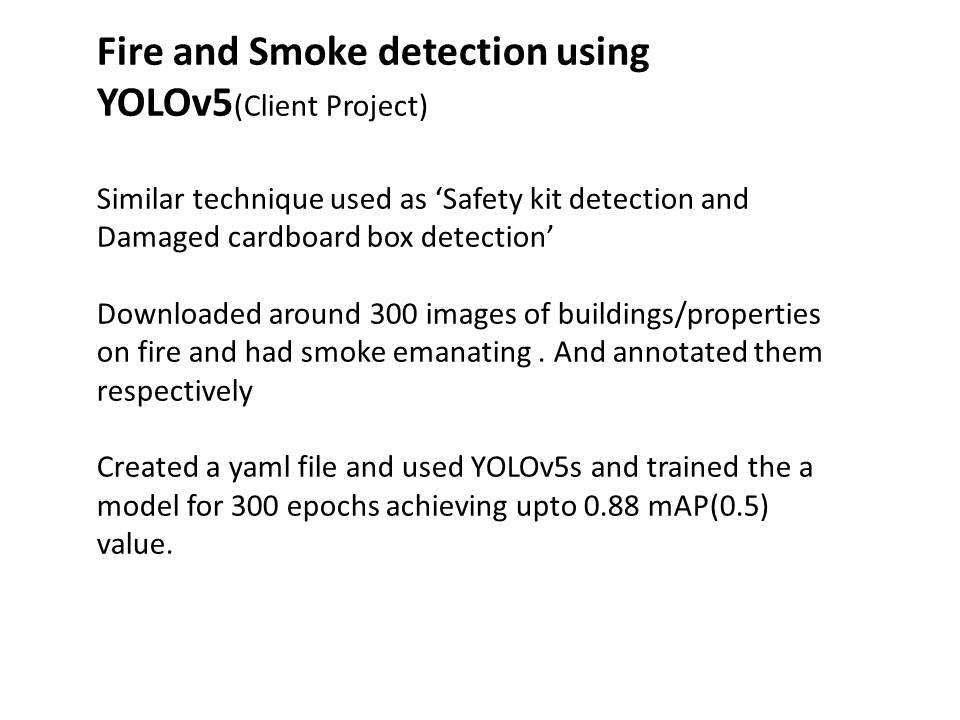 Fire and Smoke detection using
YOLOv5(Client Project)
Similar technique used as ‘Safety kit detection and
Damaged cardboard box detection’
Downloaded around 300 images of buildings/properties
on fire and had smoke emanating . And annotated them
respectively
Created a yaml file and used YOLOv5s and trained the a
model for 300 epochs achieving upto 0.88 mAP(0.5)
value.